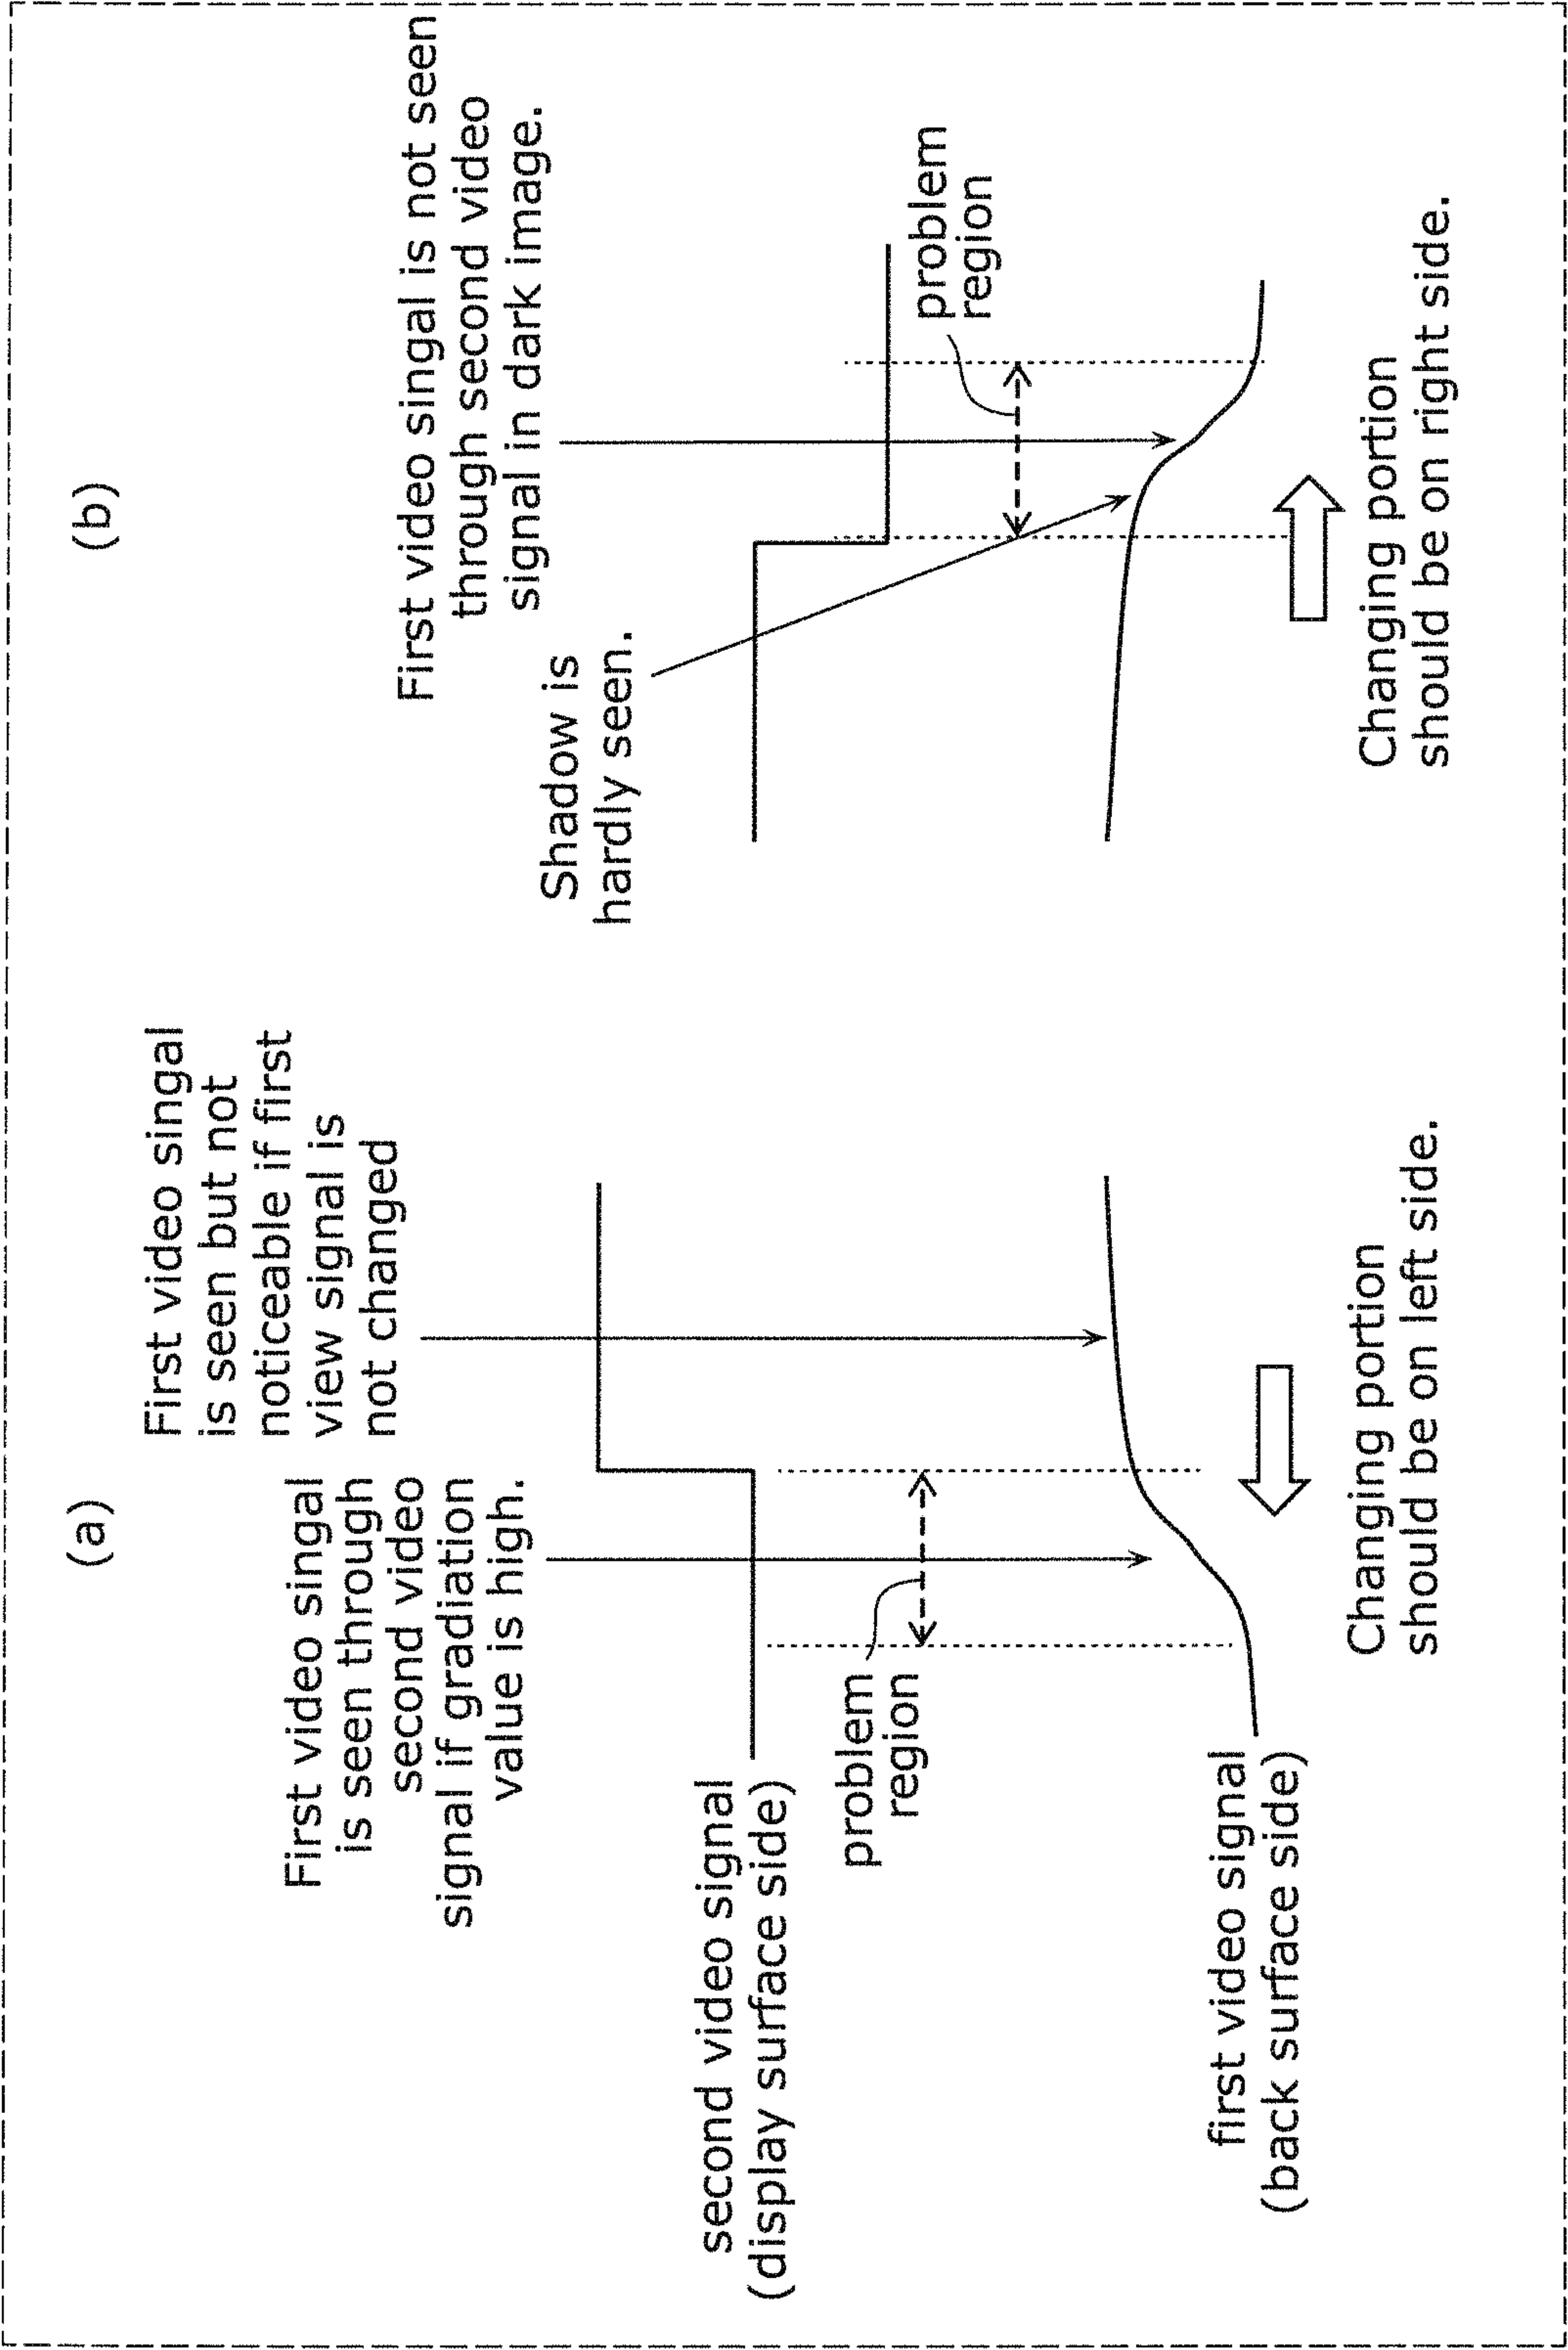 (a)
First video singal
is seen through
second video
signal if gradiation
value is high.
First video singal
is seen but not
noticeable if first
view signal is
not changed
second video signal
(display surface side)
problem
region
first video signal
(back surface side)
Changing portion
should be on left side.
(b)
First video singal is not seen
through second video
signal in dark image.
Shadow is
hardly seen.
problem
region
Changing portion
should be on right side.